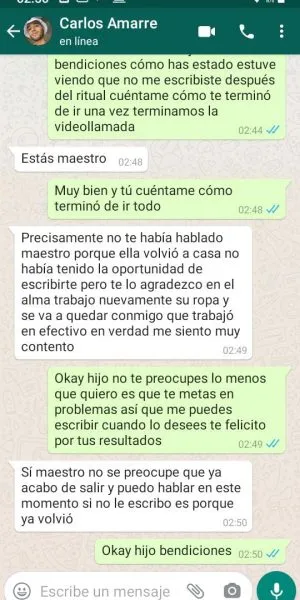 Carlos Amarre
en línea
bendiciones cómo has estado estuve
viendo que no me escribiste después
del ritual cuéntame cómo te terminó
de ir una vez terminamos la
videollamada
02:44
Estás maestro 02:48
Muy bien y tú cuéntame cómo
terminó de ir todo
02:48
Precisamente no te había hablado
maestro porque ella volvió a casa no
había tenido la oportunidad de
escribirte pero te lo agradezco en el
alma trabajo nuevamente su ropa y
se va a quedar conmigo que trabajó
en efectivo en verdad me siento muy
contento
02:49
Okay hijo no te preocupes lo menos
que quiero es que te metas en
problemas así que me puedes
escribir cuando lo desees te felicito
por tus resultados
02:49
Sí maestro no se preocupe que ya
acabo de salir y puedo hablar en este
momento si no le escribo es porque
ya volvió
02:50
Okay hijo bendiciones 02:50
Escribe un mensaje